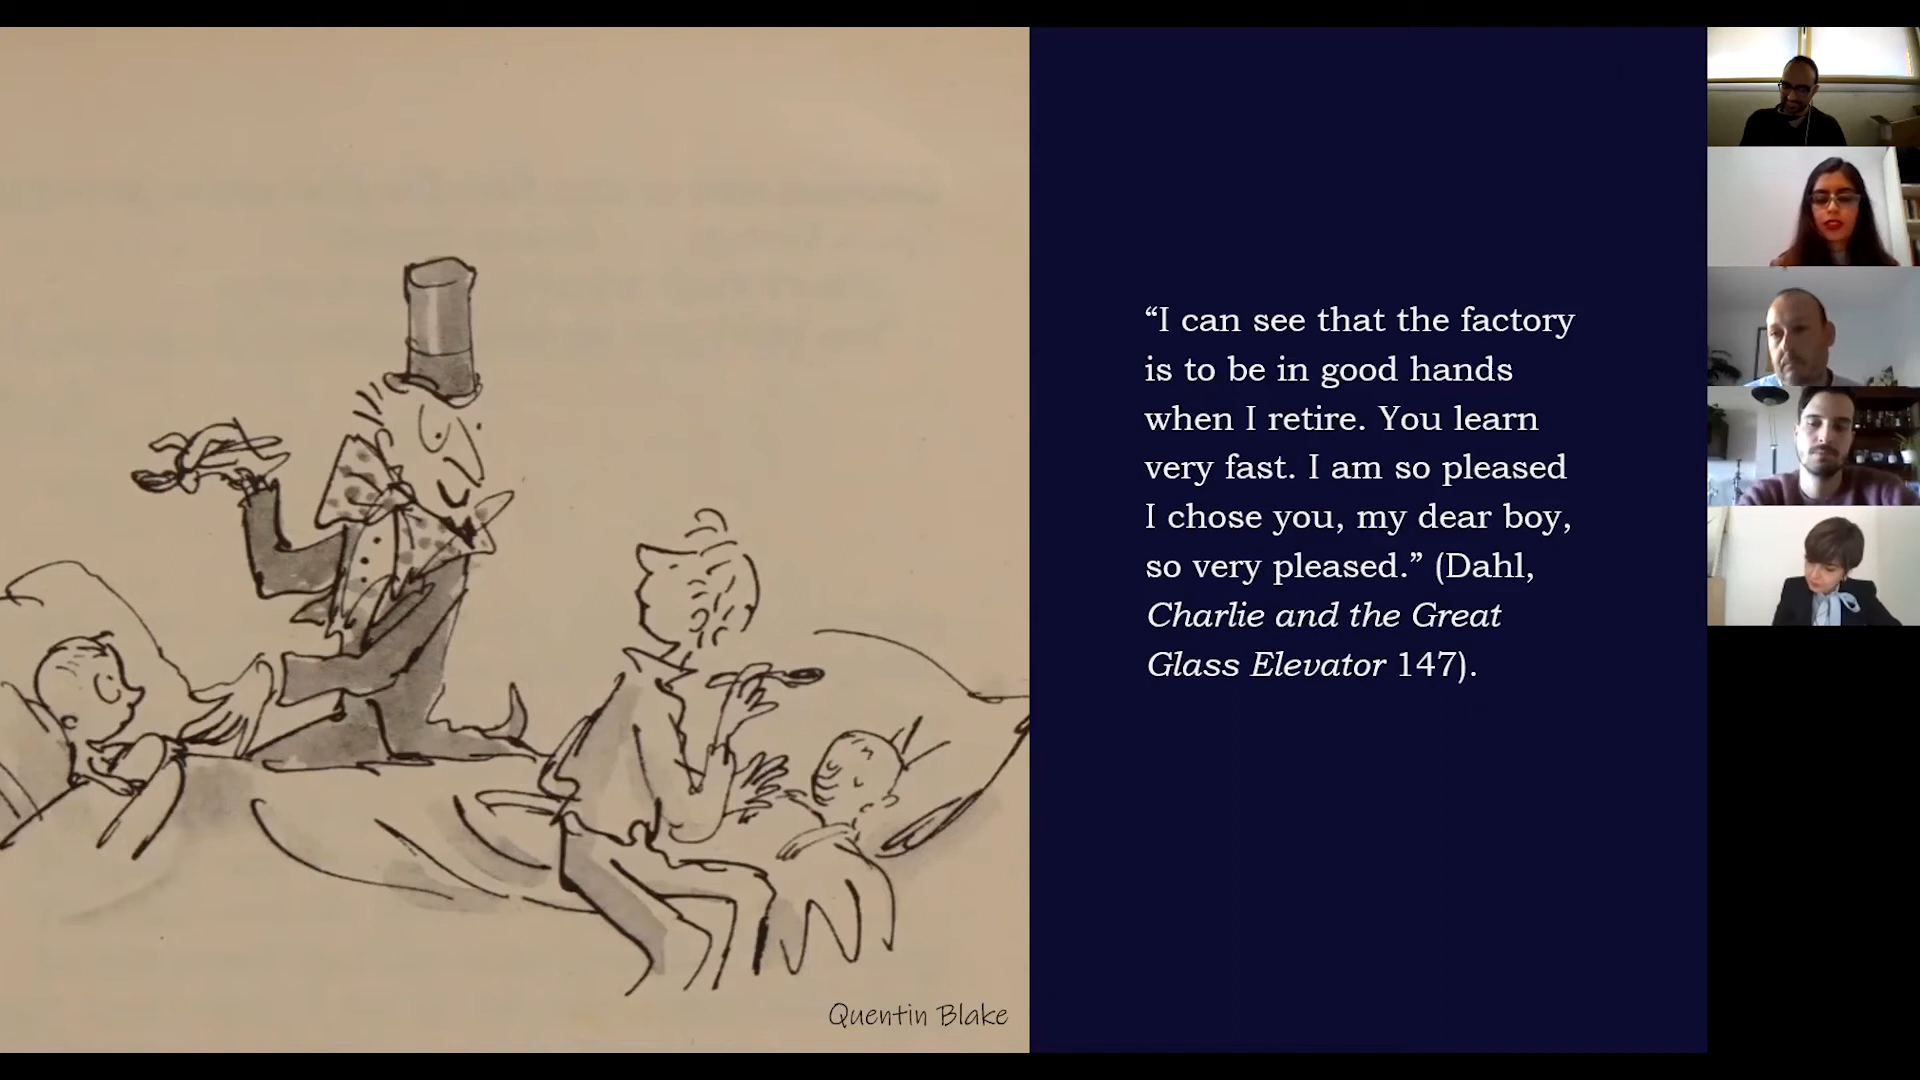 “I can see that the factory
is to be in good hands
when I retire. You learn
very fast. I am so pleased
I chose you, my dear boy,
so very pleased.” (Dahl,
Charlie and the Great
Glass Elevator 147).
Quentin Blake